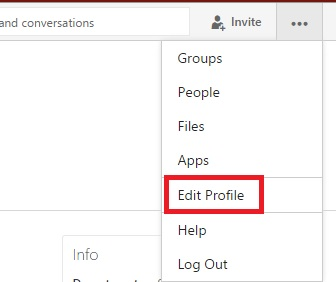 and conversations
Invite
Groups
People
Files
Apps
Edit Profile
Help
Log Out
Info